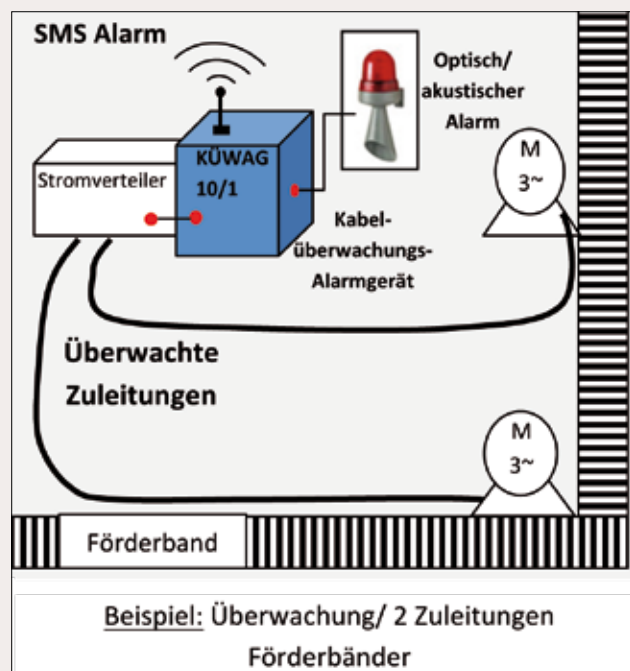 SMS Alarm
Optisch/
akustischer
Alarm
KÜWAG
10/1
Stromverteiler
M
3~
Kabel-
überwachungs-
Alarmgerät
Überwachte
Zuleitungen
M
3~
Förderband
Beispiel: Überwachung/ 2 Zuleitungen
Förderbänder